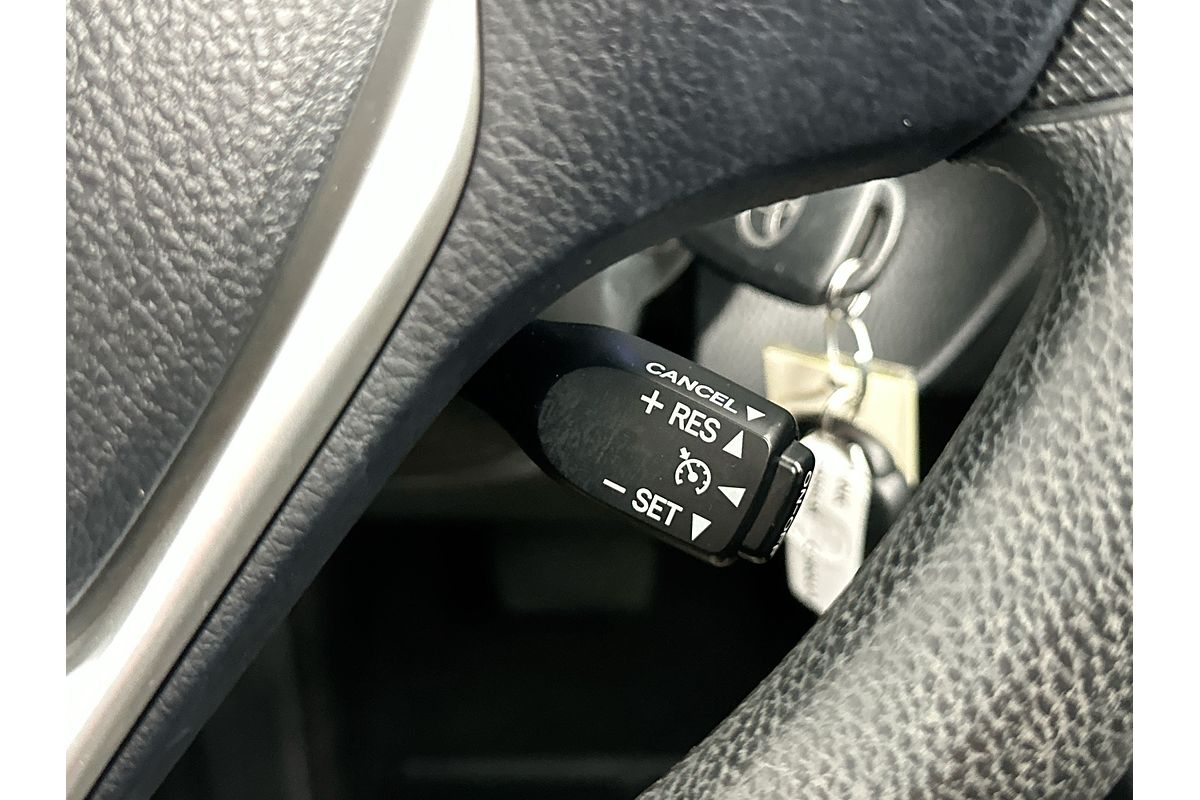 CANCEL ▼
+ RES ▲
◀
− SET ▼